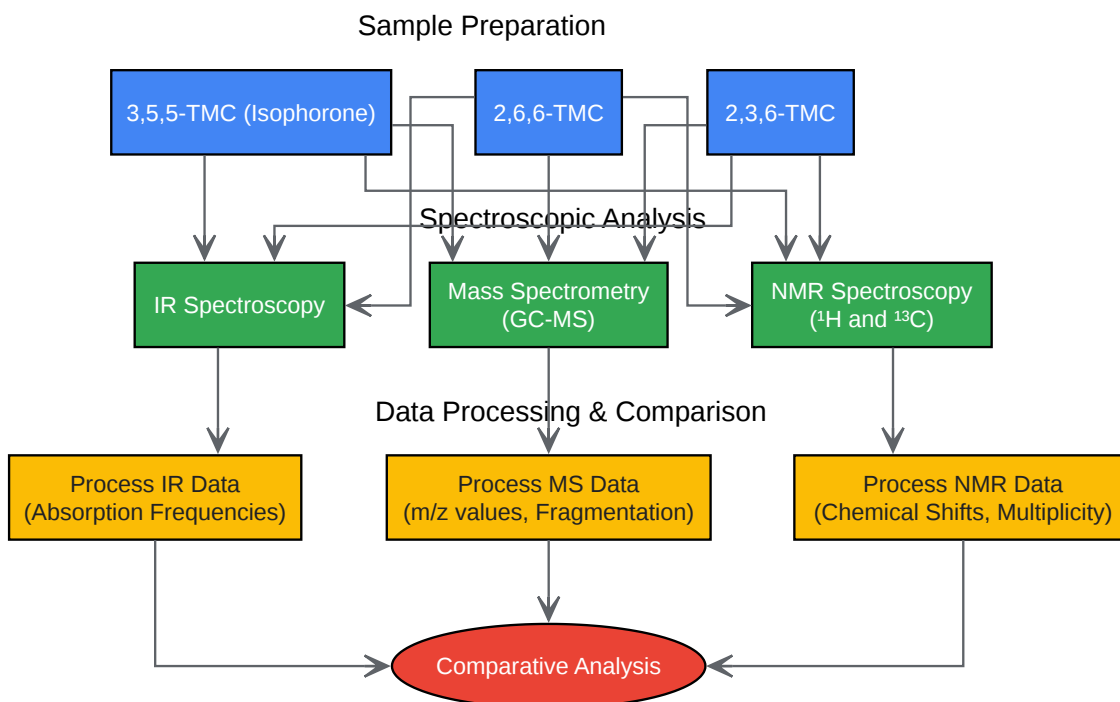 Sample Preparation
3,5,5-TMC (Isophorone)
2,6,6-TMC
2,3,6-TMC
Spectroscopic Analysis
IR Spectroscopy
Mass Spectrometry
(GC-MS)
NMR Spectroscopy
(¹H and ¹³C)
Data Processing & Comparison
Process IR Data
(Absorption Frequencies)
Process MS Data
(m/z values, Fragmentation)
Process NMR Data
(Chemical Shifts, Multiplicity)
Comparative Analysis